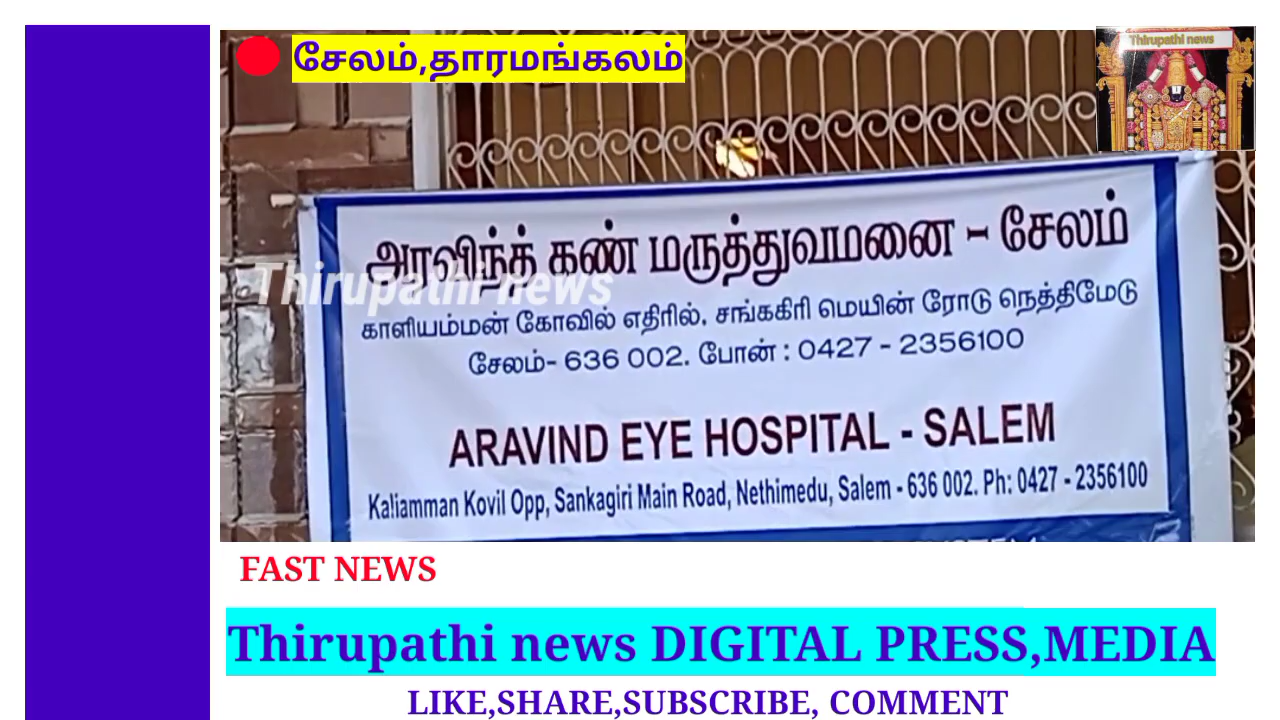 சேலம்,தாரமங்கலம்
Thirupathi news
அரவிந்த் கண் மருத்துவமனை - சேலம்
Thirupathi news
காளியம்மன் கோவில் எதிரில், சங்ககிரி மெயின் ரோடு நெத்திமேடு
சேலம்- 636 002. போன் : 0427 - 2356100
ARAVIND EYE HOSPITAL - SALEM
Kaliamman Kovil Opp, Sankagiri Main Road, Nethimedu, Salem - 636 002. Ph: 0427 - 2356100
FAST NEWS
Thirupathi news DIGITAL PRESS,MEDIA
LIKE,SHARE,SUBSCRIBE, COMMENT